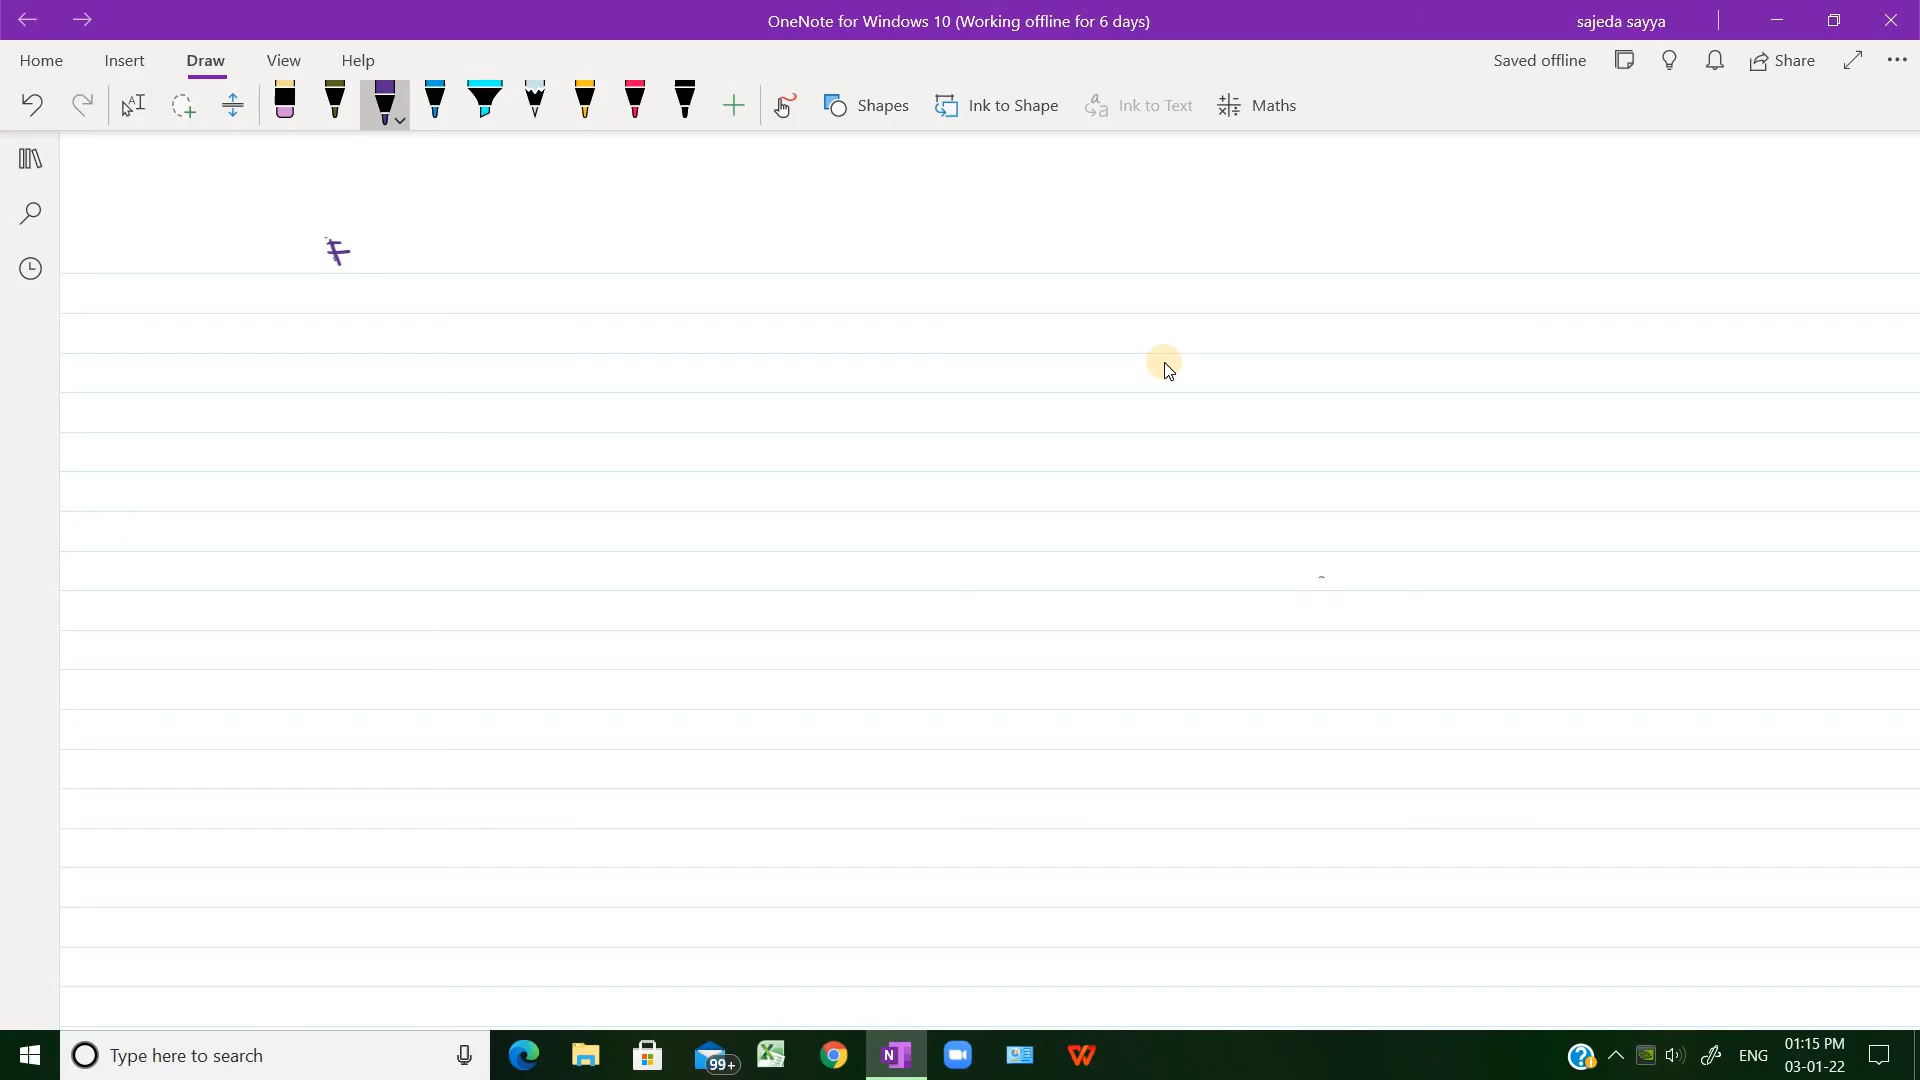 OneNote for Windows 10 (Working offline for 6 days)
sajeda sayya
Home Insert Draw View Help
Saved offline
Share
Shapes Ink to Shape Ink to Text Maths
Type here to search
99+
ENG
01:15 PM
03-01-22